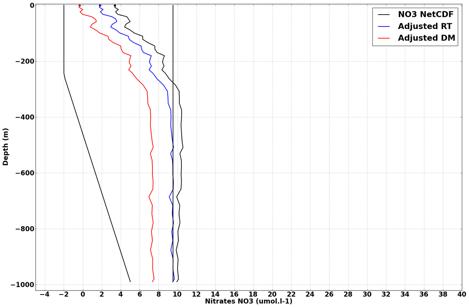 NO3 NetCDF
Adjusted RT
Adjusted DM
0
−200
−400
−600
−800
−1000
Depth (m)
−4 −2 0 2 4 6 8 10 12 14 16 18 20 22 24 26 28 30 32 34 36 38 40
Nitrates NO3 (umol.l-1)